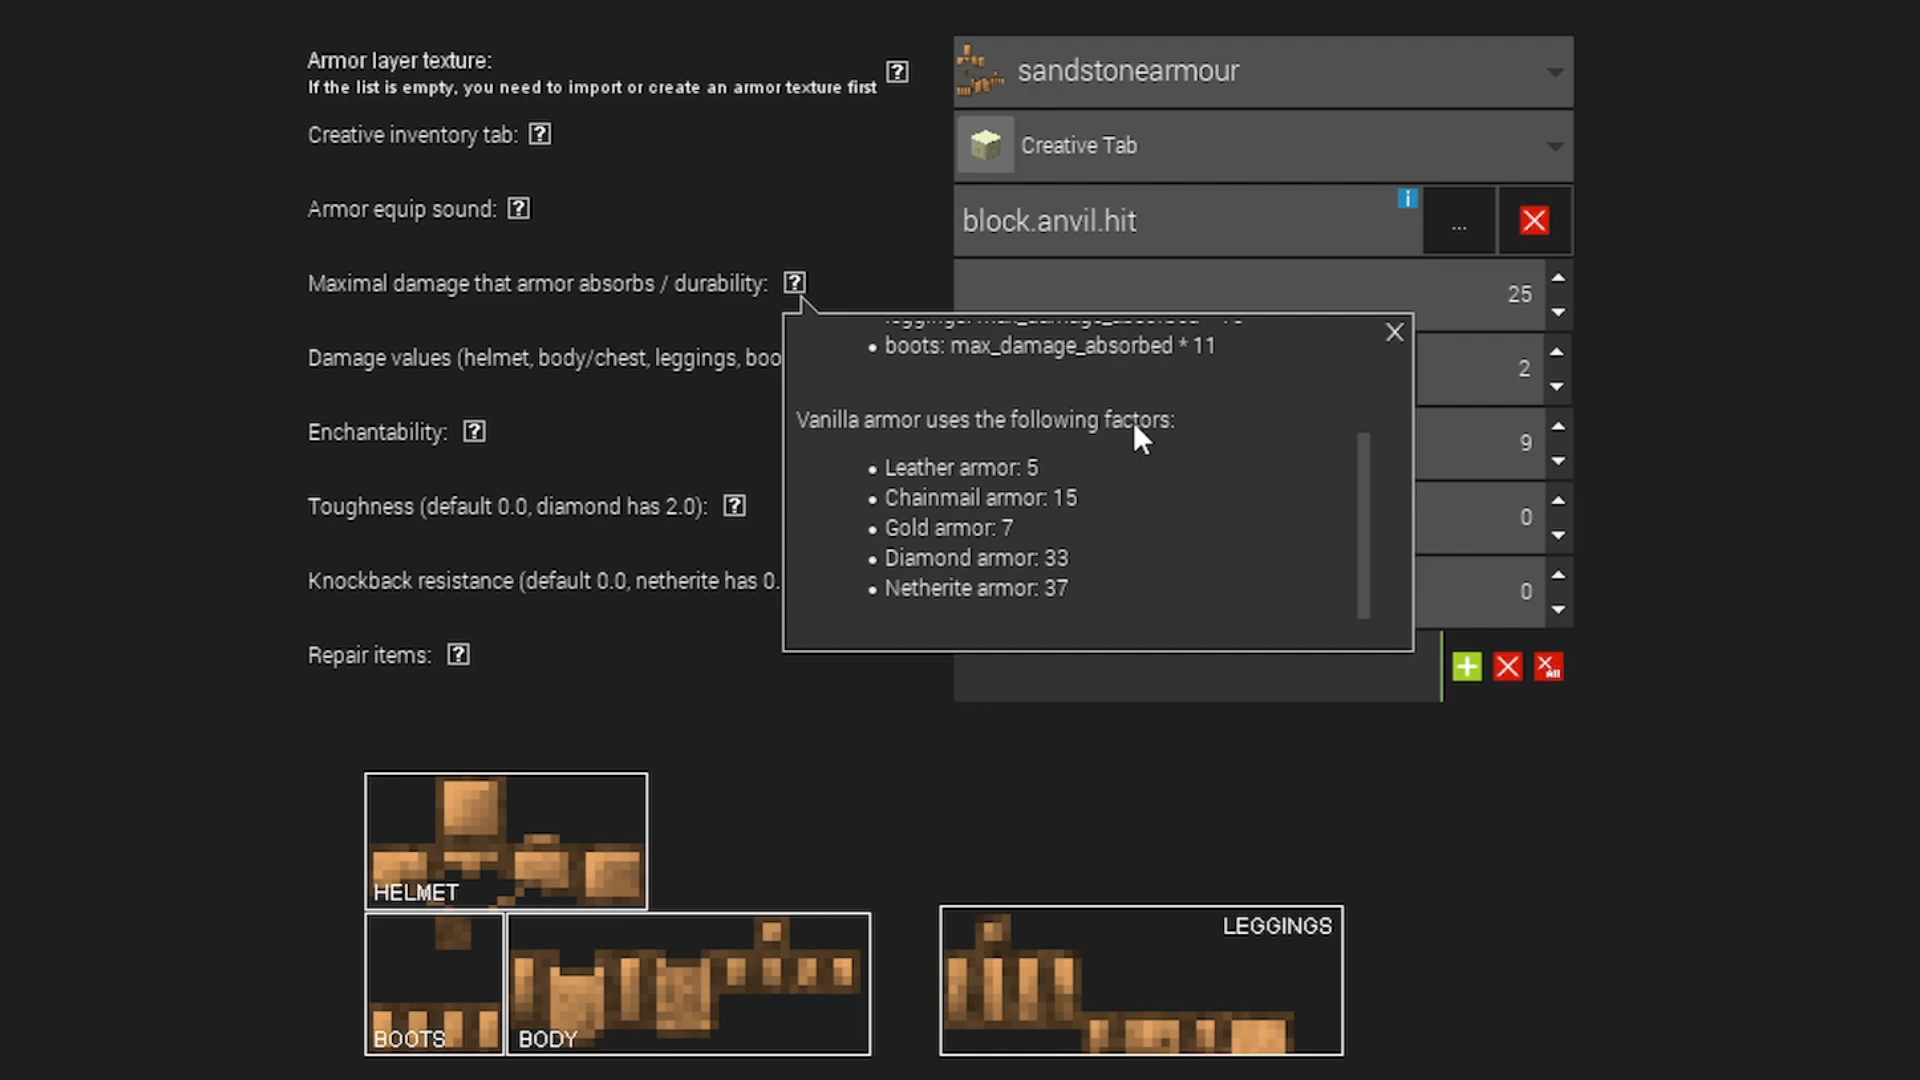 Armor layer texture:
If the list is empty, you need to import or create an armor texture first
sandstonearmour
Creative inventory tab:
Creative Tab
Armor equip sound:
block.anvil.hit
...
Maximal damage that armor absorbs / durability:
25
• boots: max_damage_absorbed * 11
Damage values (helmet, body/chest, leggings, boo
2
Vanilla armor uses the following factors:
Enchantability:
9
• Leather armor: 5
• Chainmail armor: 15
Toughness (default 0.0, diamond has 2.0):
0
• Gold armor: 7
• Diamond armor: 33
Knockback resistance (default 0.0, netherite has 0.
0
• Netherite armor: 37
Repair items:
All
HELMET
BOOTS
BODY
LEGGINGS